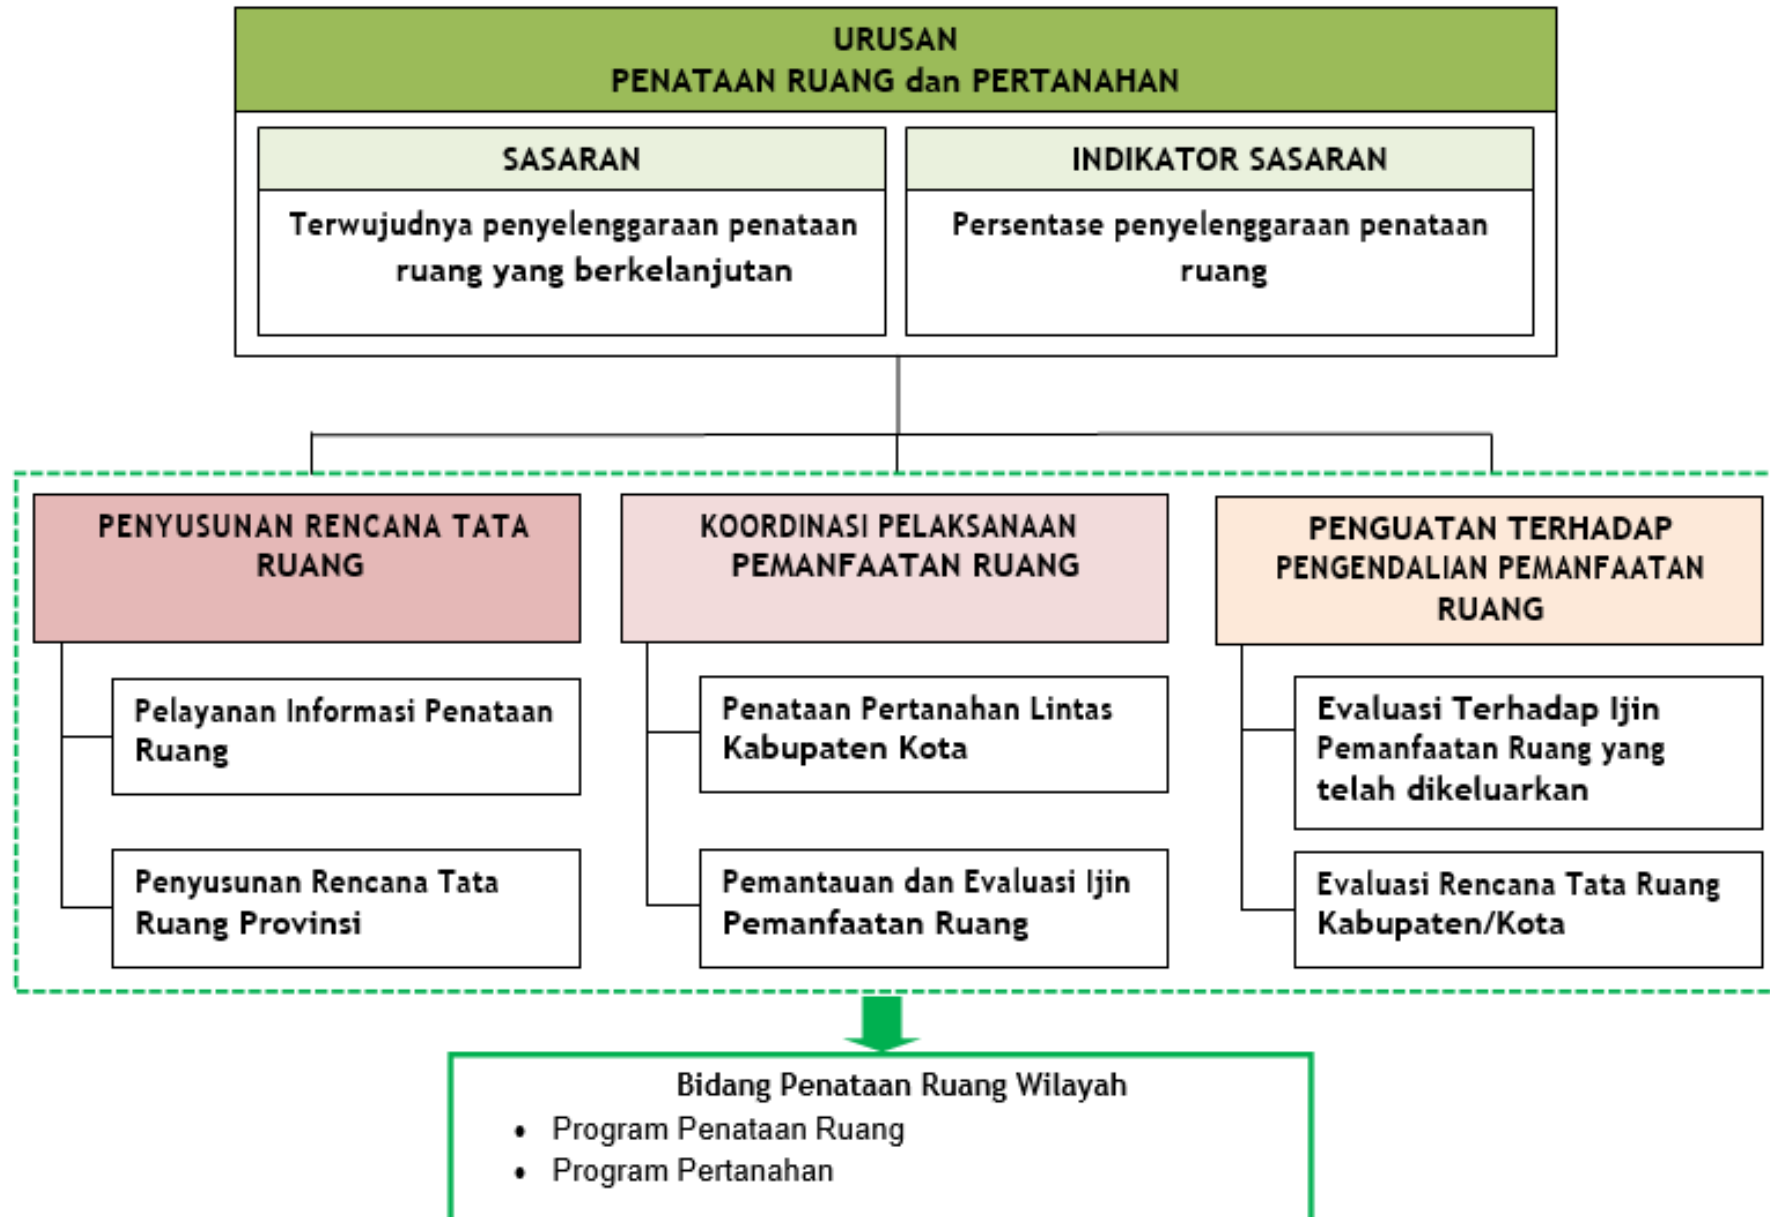 URUSAN
PENATAAN RUANG dan PERTANAHAN
SASARAN
Terwujudnya penyelenggaraan penataan
ruang yang berkelanjutan
INDIKATOR SASARAN
Persentase penyelenggaraan penataan
ruang
PENYUSUNAN RENCANA TATA
RUANG
Pelayanan Informasi Penataan
Ruang
Penyusunan Rencana Tata
Ruang Provinsi
KOORDINASI PELAKSANAAN
PEMANFAATAN RUANG
Penataan Pertanahan Lintas
Kabupaten Kota
Pemantauan dan Evaluasi Ijin
Pemanfaatan Ruang
PENGUATAN TERHADAP
PENGENDALIAN PEMANFAATAN
RUANG
Evaluasi Terhadap Ijin
Pemanfaatan Ruang yang
telah dikeluarkan
Evaluasi Rencana Tata Ruang
Kabupaten/Kota
Bidang Penataan Ruang Wilayah
• Program Penataan Ruang
• Program Pertanahan